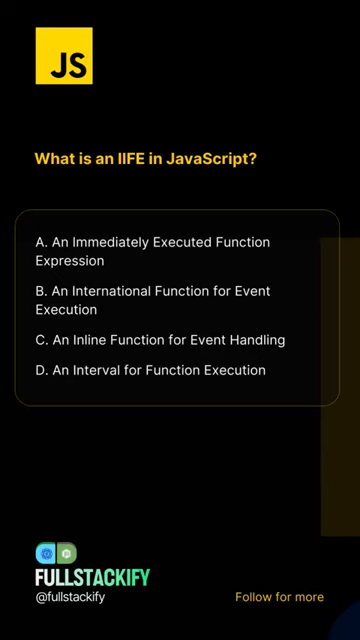 JS
What is an IIFE in JavaScript?
A. An Immediately Executed Function
Expression
B. An International Function for Event
Execution
C. An Inline Function for Event Handling
D. An Interval for Function Execution
FULLSTACKIFY
@fullstackify
Follow for more